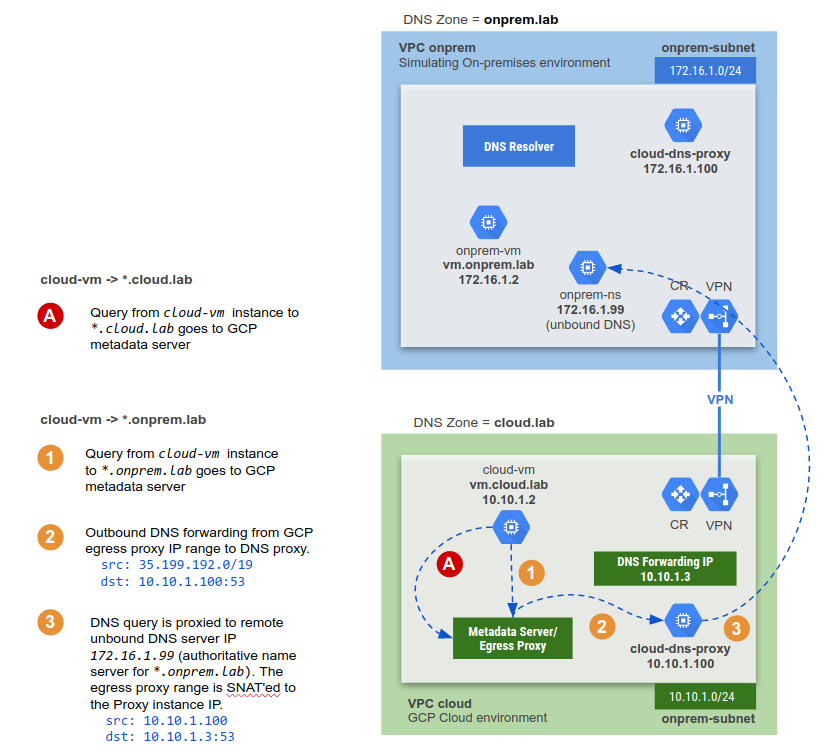 DNS Zone = onprem.lab
VPC onprem
Simulating On-premises environment
onprem-subnet
172.16.1.0/24
DNS Resolver
cloud-dns-proxy
172.16.1.100
onprem-vm
vm.onprem.lab
172.16.1.2
onprem-ns
172.16.1.99
(unbound DNS)
CR
VPN
VPN
cloud-vm -> *.cloud.lab
A
Query from cloud-vm instance to
*.cloud.lab goes to GCP
metadata server
cloud-vm -> *.onprem.lab
1
Query from cloud-vm instance
to *.onprem.lab goes to GCP
metadata server
2
Outbound DNS forwarding from GCP
egress proxy IP range to DNS proxy.
src: 35.199.192.0/19
dst: 10.10.1.100:53
3
DNS query is proxied to remote
unbound DNS server IP
172.16.1.99 (authoritative name
server for *.onprem.lab). The
egress proxy range is SNAT'ed to
the Proxy instance IP.
src: 10.10.1.100
dst: 10.10.1.3:53
DNS Zone = cloud.lab
cloud-vm
vm.cloud.lab
10.10.1.2
CR
VPN
A
1
DNS Forwarding IP
10.10.1.3
Metadata Server/
Egress Proxy
2
3
cloud-dns-proxy
10.10.1.100
10.10.1.0/24
onprem-subnet
VPC cloud
GCP Cloud environment